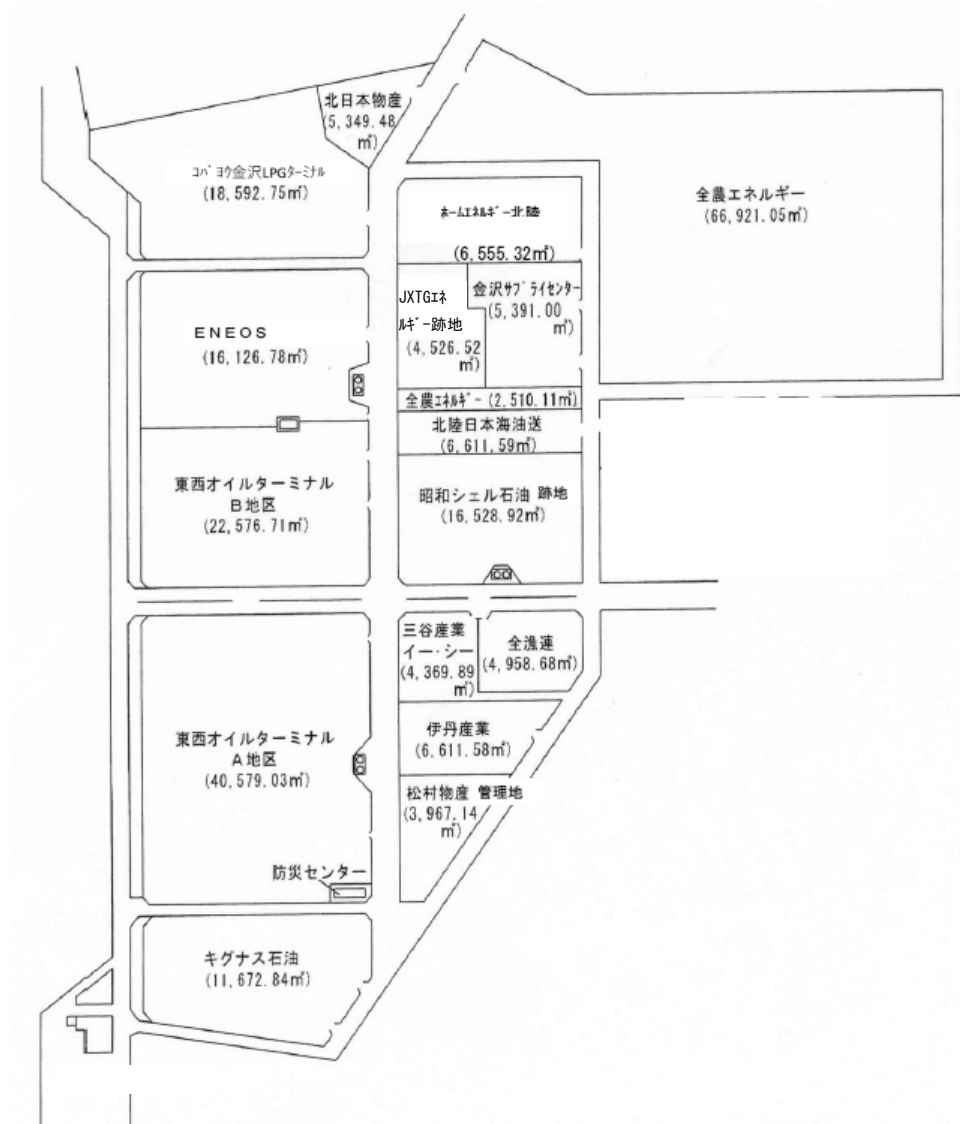 北日本物産
(5,349.48
㎡)
コバヨウ金沢LPGターミナル
(18,592.75㎡)
全農エネルギー
(66,921.05㎡)
ホームエネルギー北陸
(6,555.32㎡)
JXTGエネ
ルギー跡地
(4,526.52
㎡)
金沢サプライセンター
(5,391.00
㎡)
ENEOS
(16,126.78㎡)
全農エネルギー (2,510.11㎡)
北陸日本海油送
(6,611.59㎡)
東西オイルターミナル
B地区
(22,576.71㎡)
昭和シェル石油 跡地
(16,528.92㎡)
三谷産業
イー・シー
(4,369.89
㎡)
全漁連
(4,958.68㎡)
東西オイルターミナル
A地区
(40,579.03㎡)
伊丹産業
(6,611.58㎡)
松村物産 管理地
(3,967.14
㎡)
防災センター
キグナス石油
(11,672.84㎡)